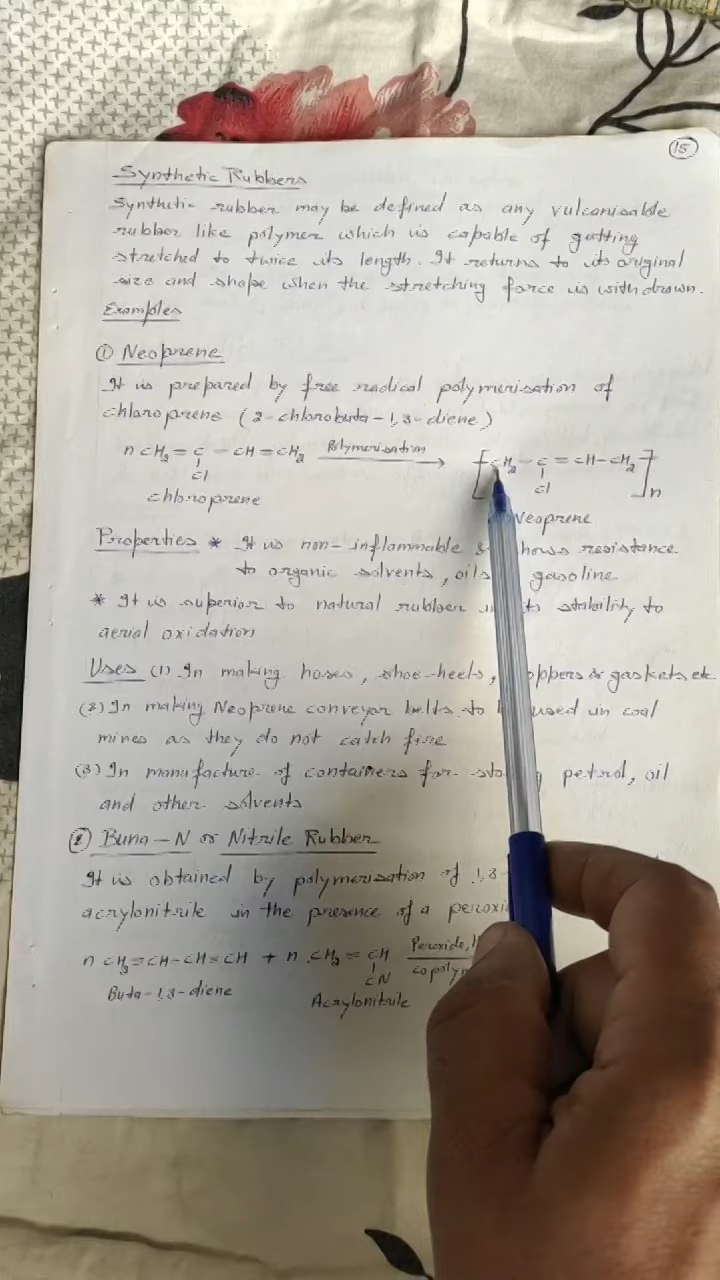 15
Synthetic Rubbers
Synthetic rubber may be defined as any vulcanisable
rubber like polymer which is capable of getting
stretched to twice its length. It returns to its original
size and shape when the stretching force is withdrawn.
Examples
① Neoprene
It is prepared by free radical polymerisation of
chloroprene (2-chlorobuta-1,3-diene)
n CH₂ = C - CH = CH₂ Polymerisation [CH₂ - C = CH - CH₂]n
Cl Cl
chloroprene Neoprene
Properties * It is non-inflammable shows resistance
to organic solvents, oils gasoline
* It is superior to natural rubber in its stability to
aerial oxidation
Uses (1) In making hoses, shoe-heels, gaskets etc.
(2) In making Neoprene conveyor belts to used in coal
mines as they do not catch fire
(3) In manufacture of containers for petrol, oil
and other solvents
② Buna-N or Nitrile Rubber
It is obtained by polymerisation of 1,3-
acrylonitrile in the presence of a
n CH₂=CH-CH=CH + n CH₂ = CH Peroxide,
CN
Buta-1,3-diene Acrylonitrile